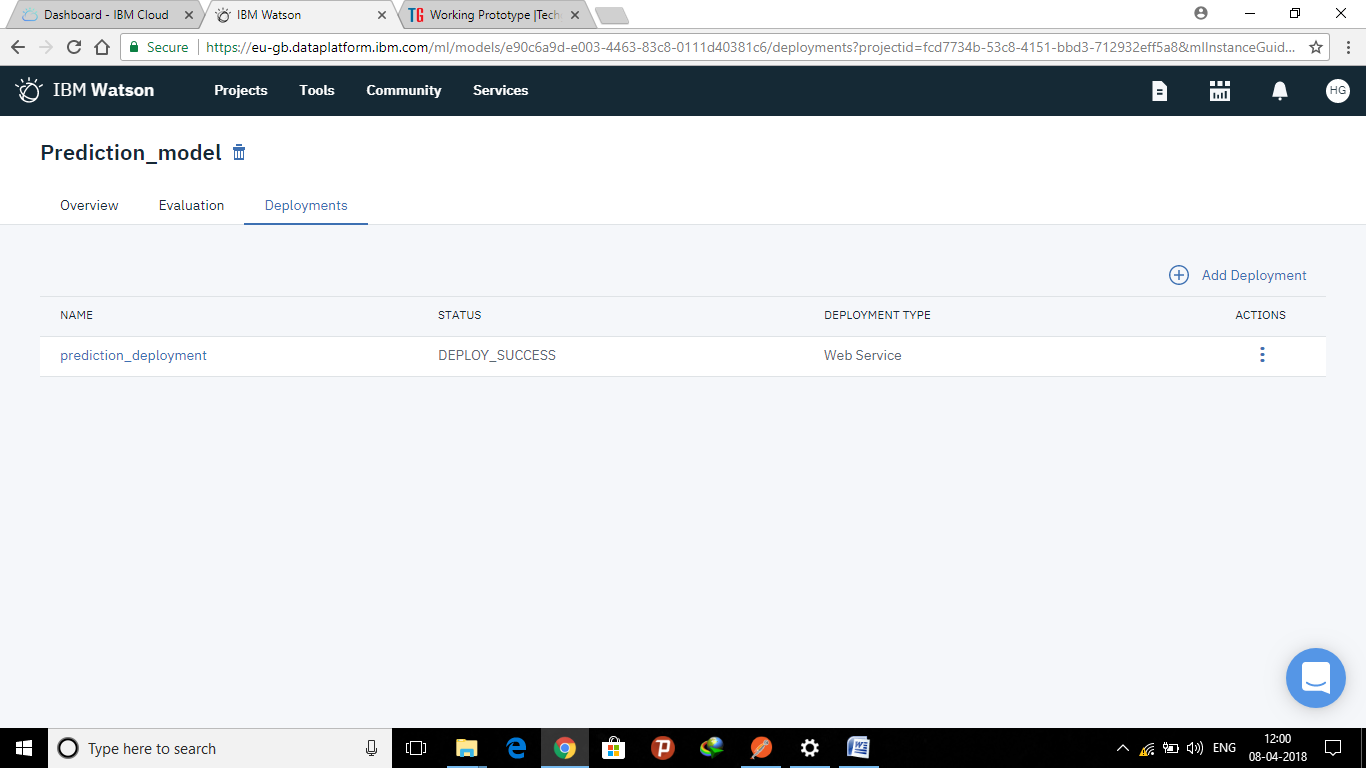 Dashboard - IBM Cloud
IBM Watson
TG Working Prototype |Tech
Secure https://eu-gb.dataplatform.ibm.com/ml/models/e90c6a9d-e003-4463-83c8-0111d40381c6/deployments?projectid=fcd7734b-53c8-4151-bbd3-712932eff5a8&mlInstanceGuid...
IBM Watson Projects Tools Community Services HG
Prediction_model
Overview Evaluation Deployments
Add Deployment
NAME STATUS DEPLOYMENT TYPE ACTIONS
prediction_deployment DEPLOY_SUCCESS Web Service
Type here to search
ENG
12:00
08-04-2018